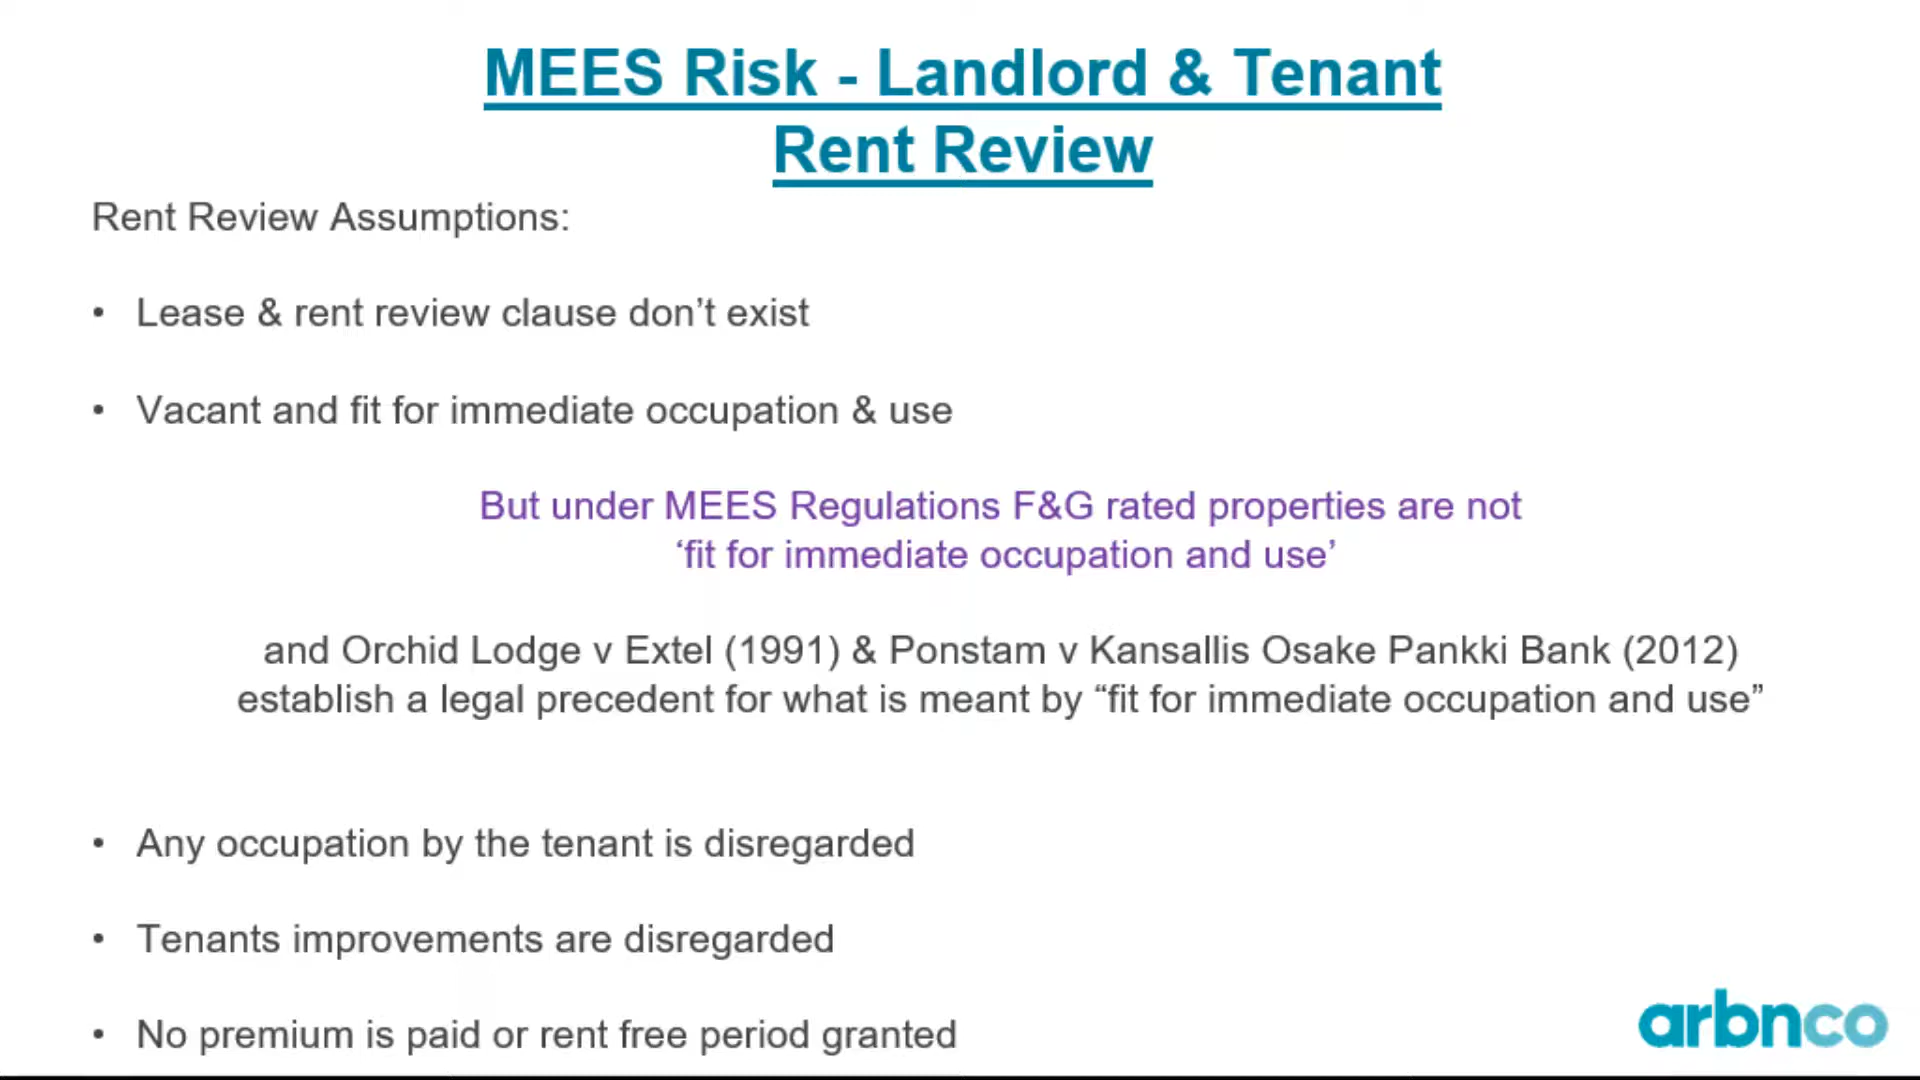 MEES Risk - Landlord & Tenant
Rent Review
Rent Review Assumptions:
• Lease & rent review clause don’t exist
• Vacant and fit for immediate occupation & use
But under MEES Regulations F&G rated properties are not
‘fit for immediate occupation and use’
and Orchid Lodge v Extel (1991) & Ponstam v Kansallis Osake Pankki Bank (2012)
establish a legal precedent for what is meant by “fit for immediate occupation and use”
• Any occupation by the tenant is disregarded
• Tenants improvements are disregarded
• No premium is paid or rent free period granted
arbnco